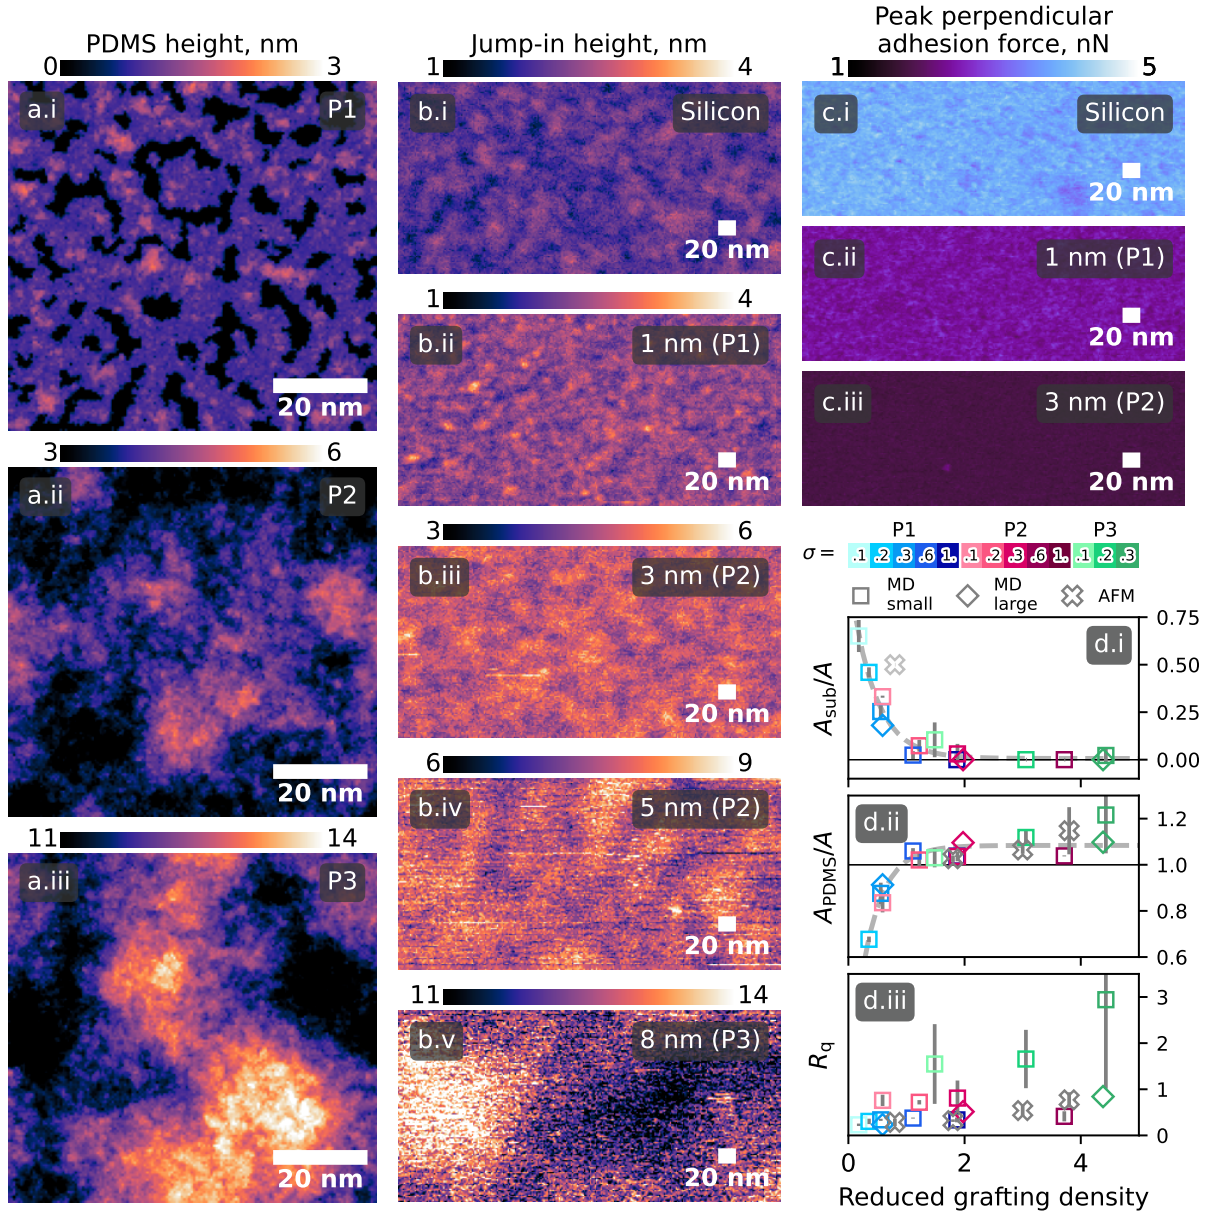 PDMS height, nm
0 3
a.i P1
20 nm
3 6
a.ii P2
20 nm
11 14
a.iii P3
20 nm
Jump-in height, nm
1 4
b.i Silicon
20 nm
1 4
b.ii 1 nm (P1)
20 nm
3 6
b.iii 3 nm (P2)
20 nm
6 9
b.iv 5 nm (P2)
20 nm
11 14
b.v 8 nm (P3)
20 nm
Peak perpendicular
adhesion force, nN
1 5
c.i Silicon
20 nm
c.ii 1 nm (P1)
20 nm
c.iii 3 nm (P2)
20 nm
P1 P2 P3
σ = .1 .2 .3 .6 1. .1 .2 .3 .6 1. .1 .2 .3
MD small MD large AFM
d.i
A_sub/A
0.75
0.50
0.25
0.00
d.ii
A_PDMS/A
1.2
1.0
0.8
0.6
d.iii
R_q
3
2
1
0
0 2 4
Reduced grafting density